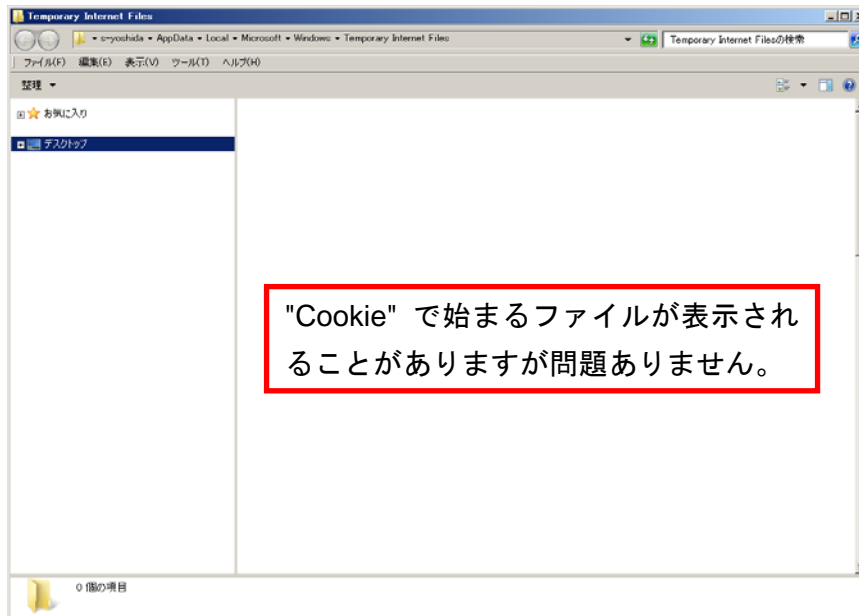 Temporary Internet Files
s-yoshida ▸ AppData ▸ Local ▸ Microsoft ▸ Windows ▸ Temporary Internet Files
Temporary Internet Filesの検索
ファイル(F) 編集(E) 表示(V) ツール(T) ヘルプ(H)
整理
お気に入り
デスクトップ
"Cookie" で始まるファイルが表示され
ることがありますが問題ありません。
0 個の項目